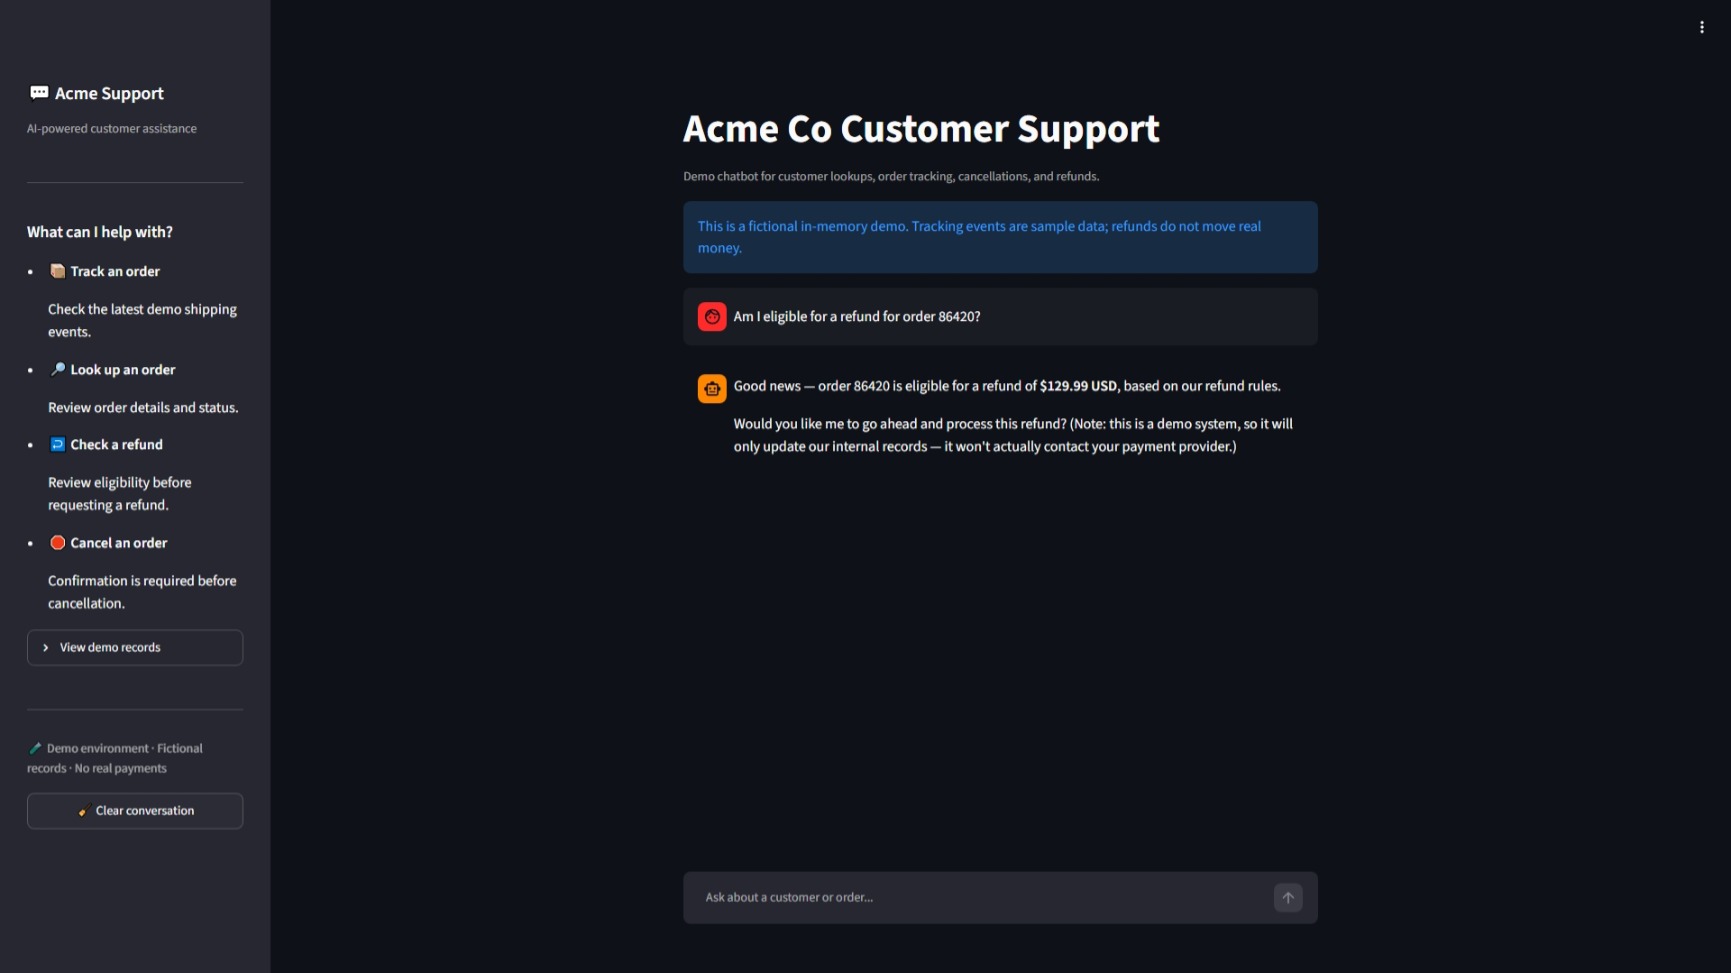 Acme Support
AI-powered customer assistance
What can I help with?
Track an order
Check the latest demo shipping
events.
Look up an order
Review order details and status.
Check a refund
Review eligibility before
requesting a refund.
Cancel an order
Confirmation is required before
cancellation.
View demo records
Demo environment · Fictional
records · No real payments
Clear conversation
Acme Co Customer Support
Demo chatbot for customer lookups, order tracking, cancellations, and refunds.
This is a fictional in-memory demo. Tracking events are sample data; refunds do not move real
money.
Am I eligible for a refund for order 86420?
Good news — order 86420 is eligible for a refund of $129.99 USD, based on our refund rules.
Would you like me to go ahead and process this refund? (Note: this is a demo system, so it will
only update our internal records — it won't actually contact your payment provider.)
Ask about a customer or order...